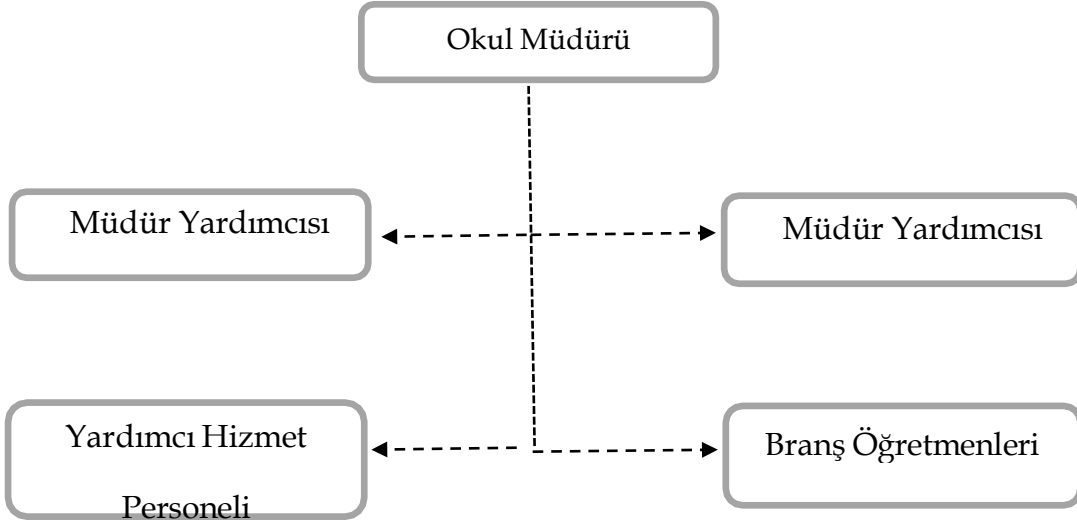 Okul Müdürü
Müdür Yardımcısı
Müdür Yardımcısı
Yardımcı Hizmet
Personeli
Branş Öğretmenleri